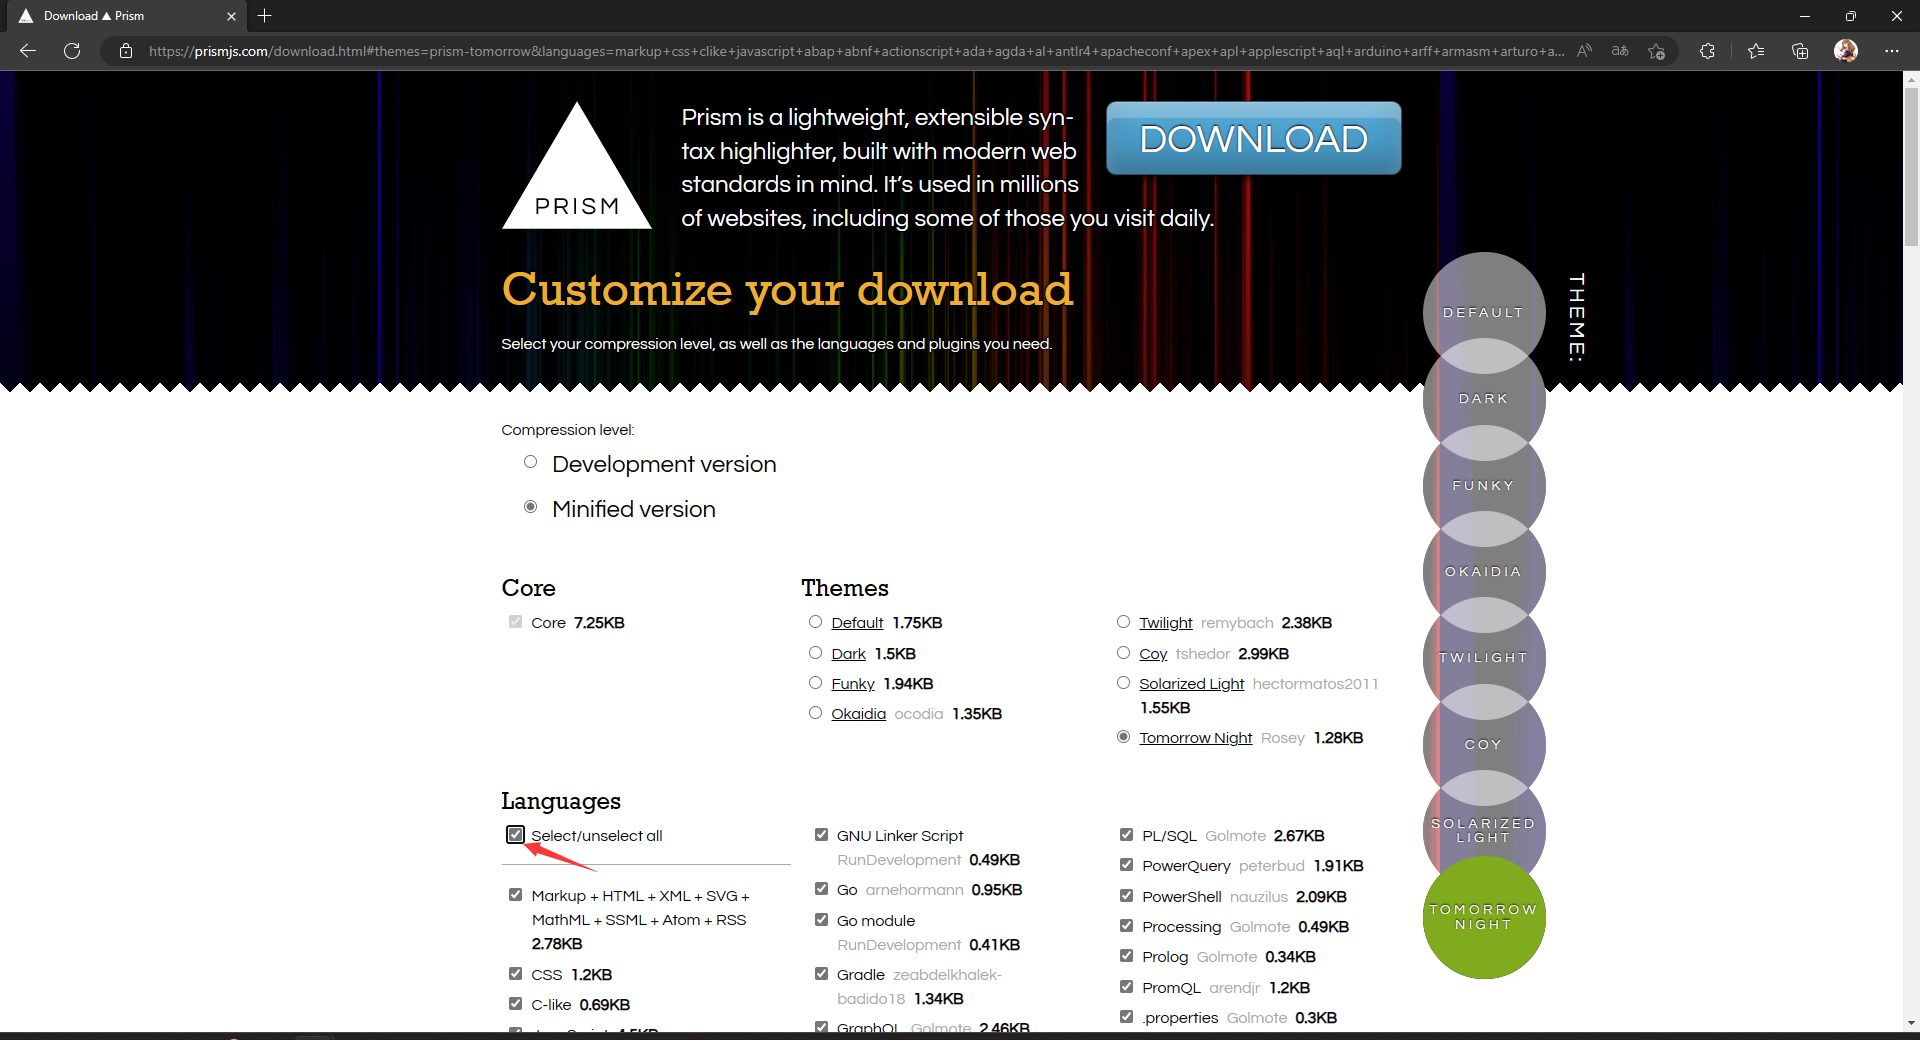 Download ▲ Prism
https://prismjs.com/download.html#themes=prism-tomorrow&languages=markup+css+clike+javascript+abap+abnf+actionscript+ada+agda+al+antlr4+apacheconf+apex+apl+applescript+aql+arduino+arff+armasm+arturo+a...
PRISM
Prism is a lightweight, extensible syn-
tax highlighter, built with modern web
standards in mind. It’s used in millions
of websites, including some of those you visit daily.
DOWNLOAD
Customize your download
Select your compression level, as well as the languages and plugins you need.
THEME:
DEFAULT
DARK
FUNKY
OKAIDIA
TWILIGHT
COY
SOLARIZED
LIGHT
TOMORROW
NIGHT
Compression level:
Development version
Minified version
Core
Core 7.25KB
Themes
Default 1.75KB
Dark 1.5KB
Funky 1.94KB
Okaidia ocodia 1.35KB
Twilight remybach 2.38KB
Coy tshedor 2.99KB
Solarized Light hectormatos2011
1.55KB
Tomorrow Night Rosey 1.28KB
Languages
Select/unselect all
Markup + HTML + XML + SVG +
MathML + SSML + Atom + RSS
2.78KB
CSS 1.2KB
C-like 0.69KB
GNU Linker Script
RunDevelopment 0.49KB
Go arnehormann 0.95KB
Go module
RunDevelopment 0.41KB
Gradle zeabdelkhalek-
badido18 1.34KB
GraphQL Golmote 2.46KB
PL/SQL Golmote 2.67KB
PowerQuery peterbud 1.91KB
PowerShell nauzilus 2.09KB
Processing Golmote 0.49KB
Prolog Golmote 0.34KB
PromQL arendjr 1.2KB
.properties Golmote 0.3KB